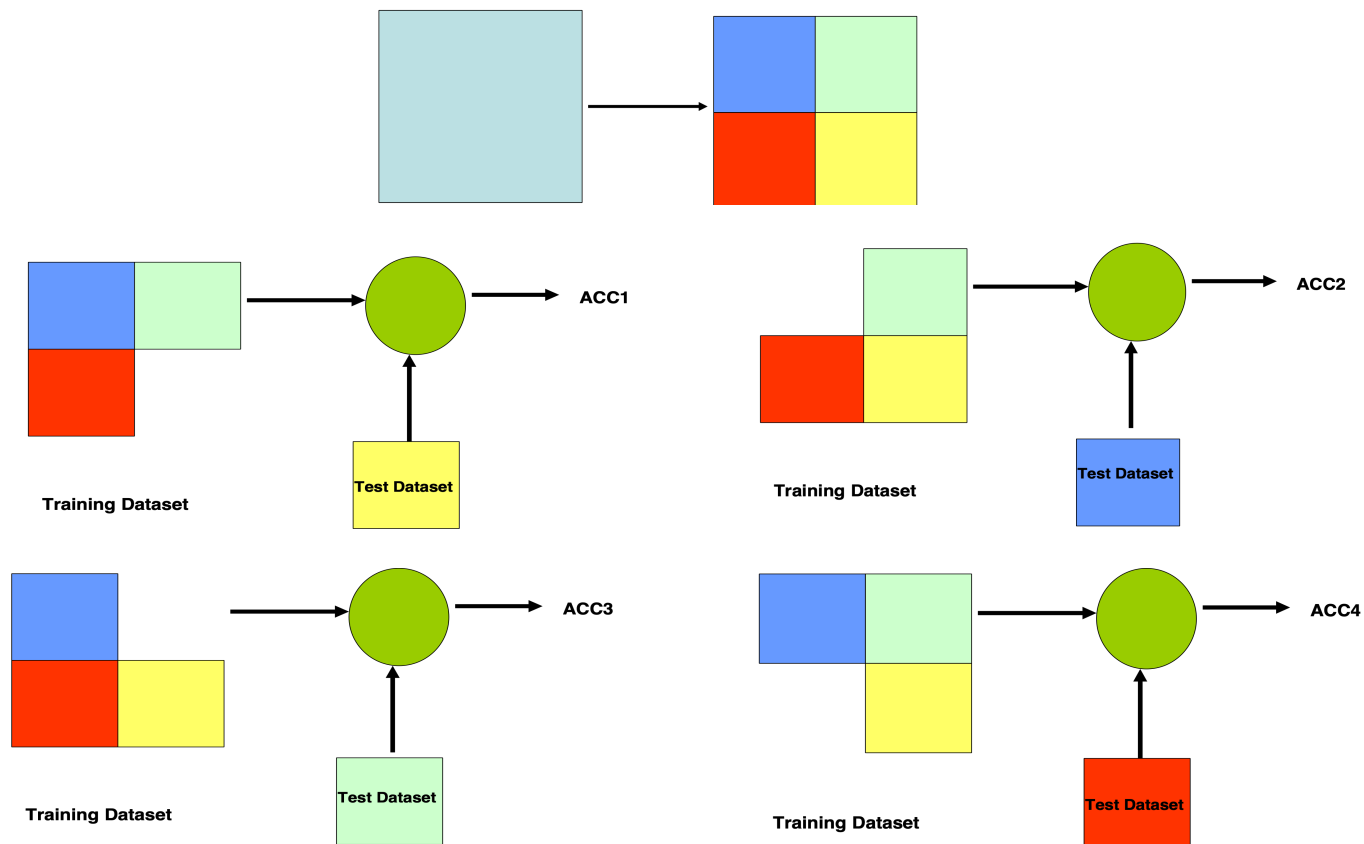 ACC1
Test Dataset
Training Dataset
ACC2
Test Dataset
Training Dataset
ACC3
Test Dataset
Training Dataset
ACC4
Test Dataset
Training Dataset